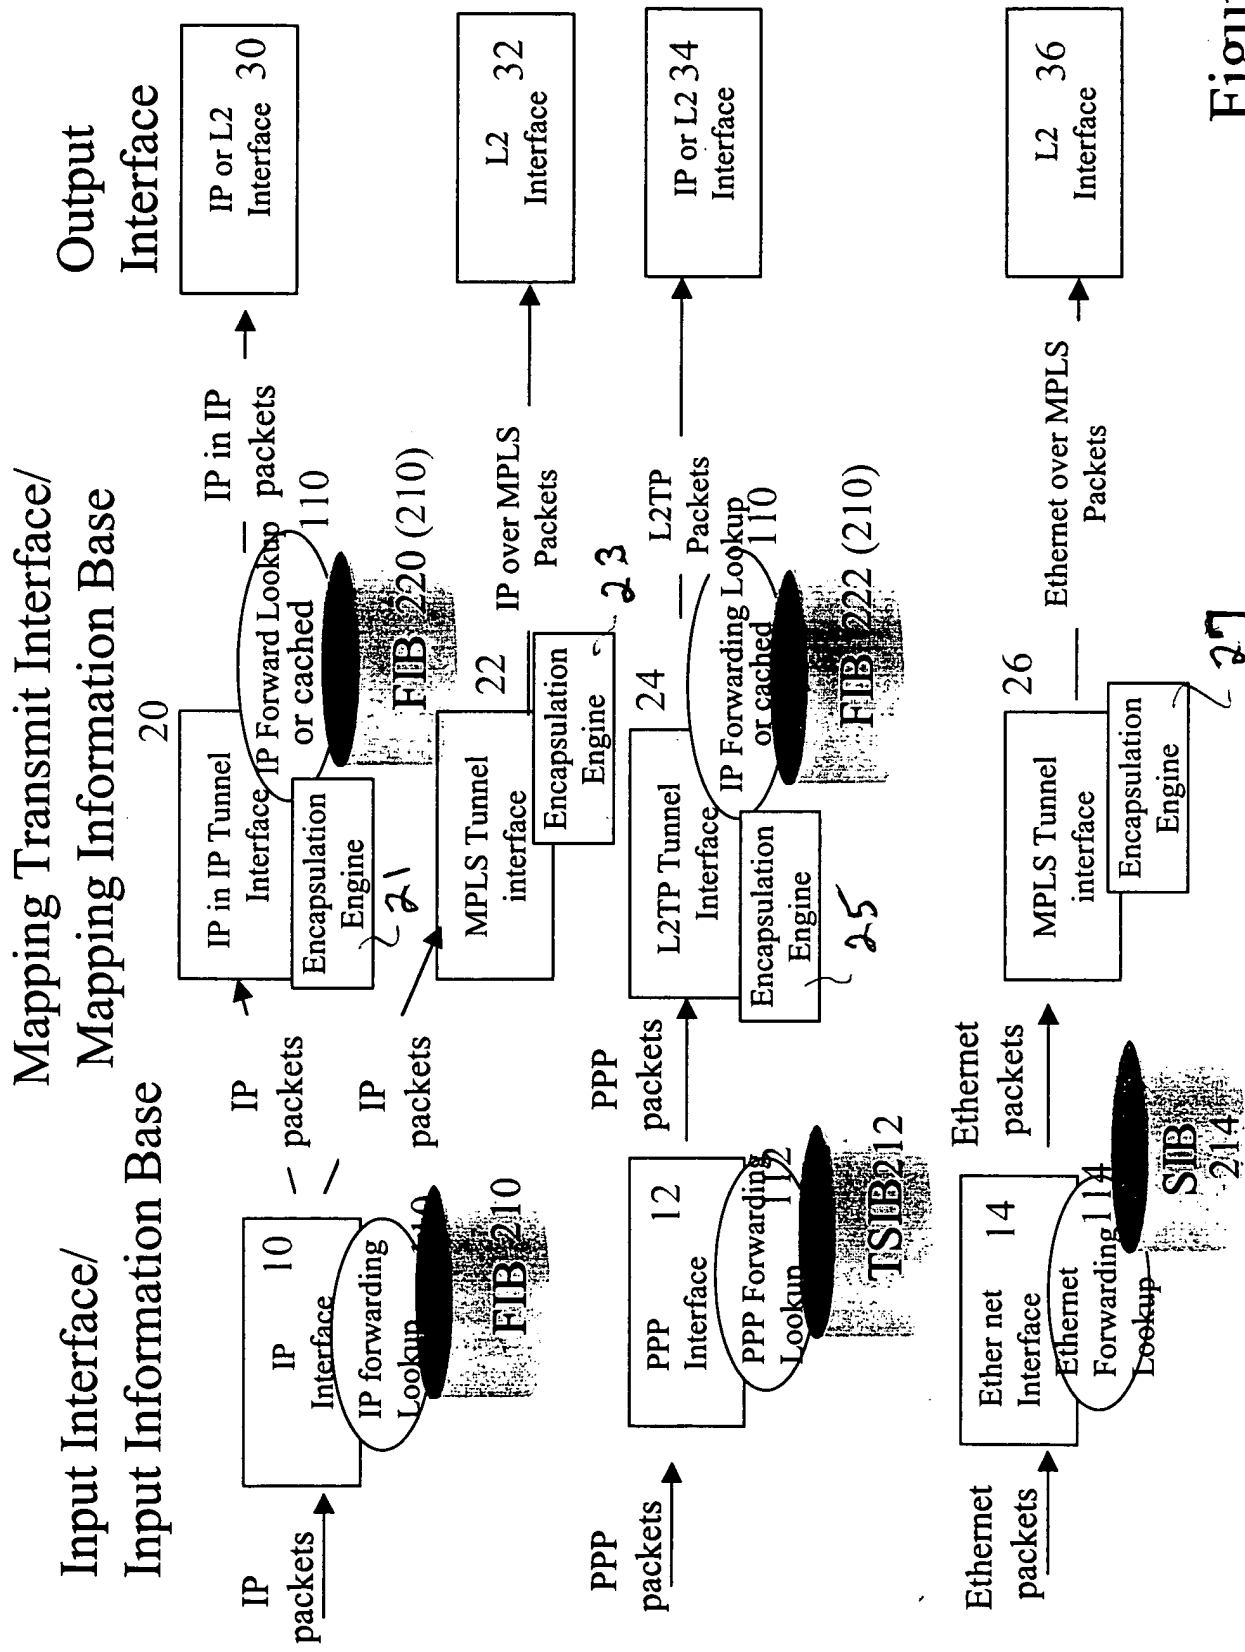 Input Interface/
Input Information Base
Mapping Transmit Interface/
Mapping Information Base
Output
Interface
IP
packets
IP
Interface
10
IP forwarding
Lookup
110
FIB 210
IP
packets
IP
packets
20
IP in IP Tunnel
Interface
Encapsulation
Engine
21
IP Forward Lookup
or cached
110
FIB 220 (210)
IP in IP
packets
IP or L2
Interface
30
22
MPLS Tunnel
interface
Encapsulation
Engine
23
IP over MPLS
Packets
L2
Interface
32
PPP
packets
PPP
Interface
12
PPP Forwarding
Lookup
112
TSIB212
PPP
packets
24
L2TP Tunnel
Interface
Encapsulation
Engine
25
IP Forwarding Lookup
or cached
110
FIB 222 (210)
L2TP
Packets
IP or L2 34
Interface
Ethernet
packets
Ether net
Interface
14
Ethernet
Forwarding
Lookup
114
SIB
214
Ethernet
packets
26
MPLS Tunnel
interface
Encapsulation
Engine
27
Ethernet over MPLS
Packets
L2
Interface
36
Figu